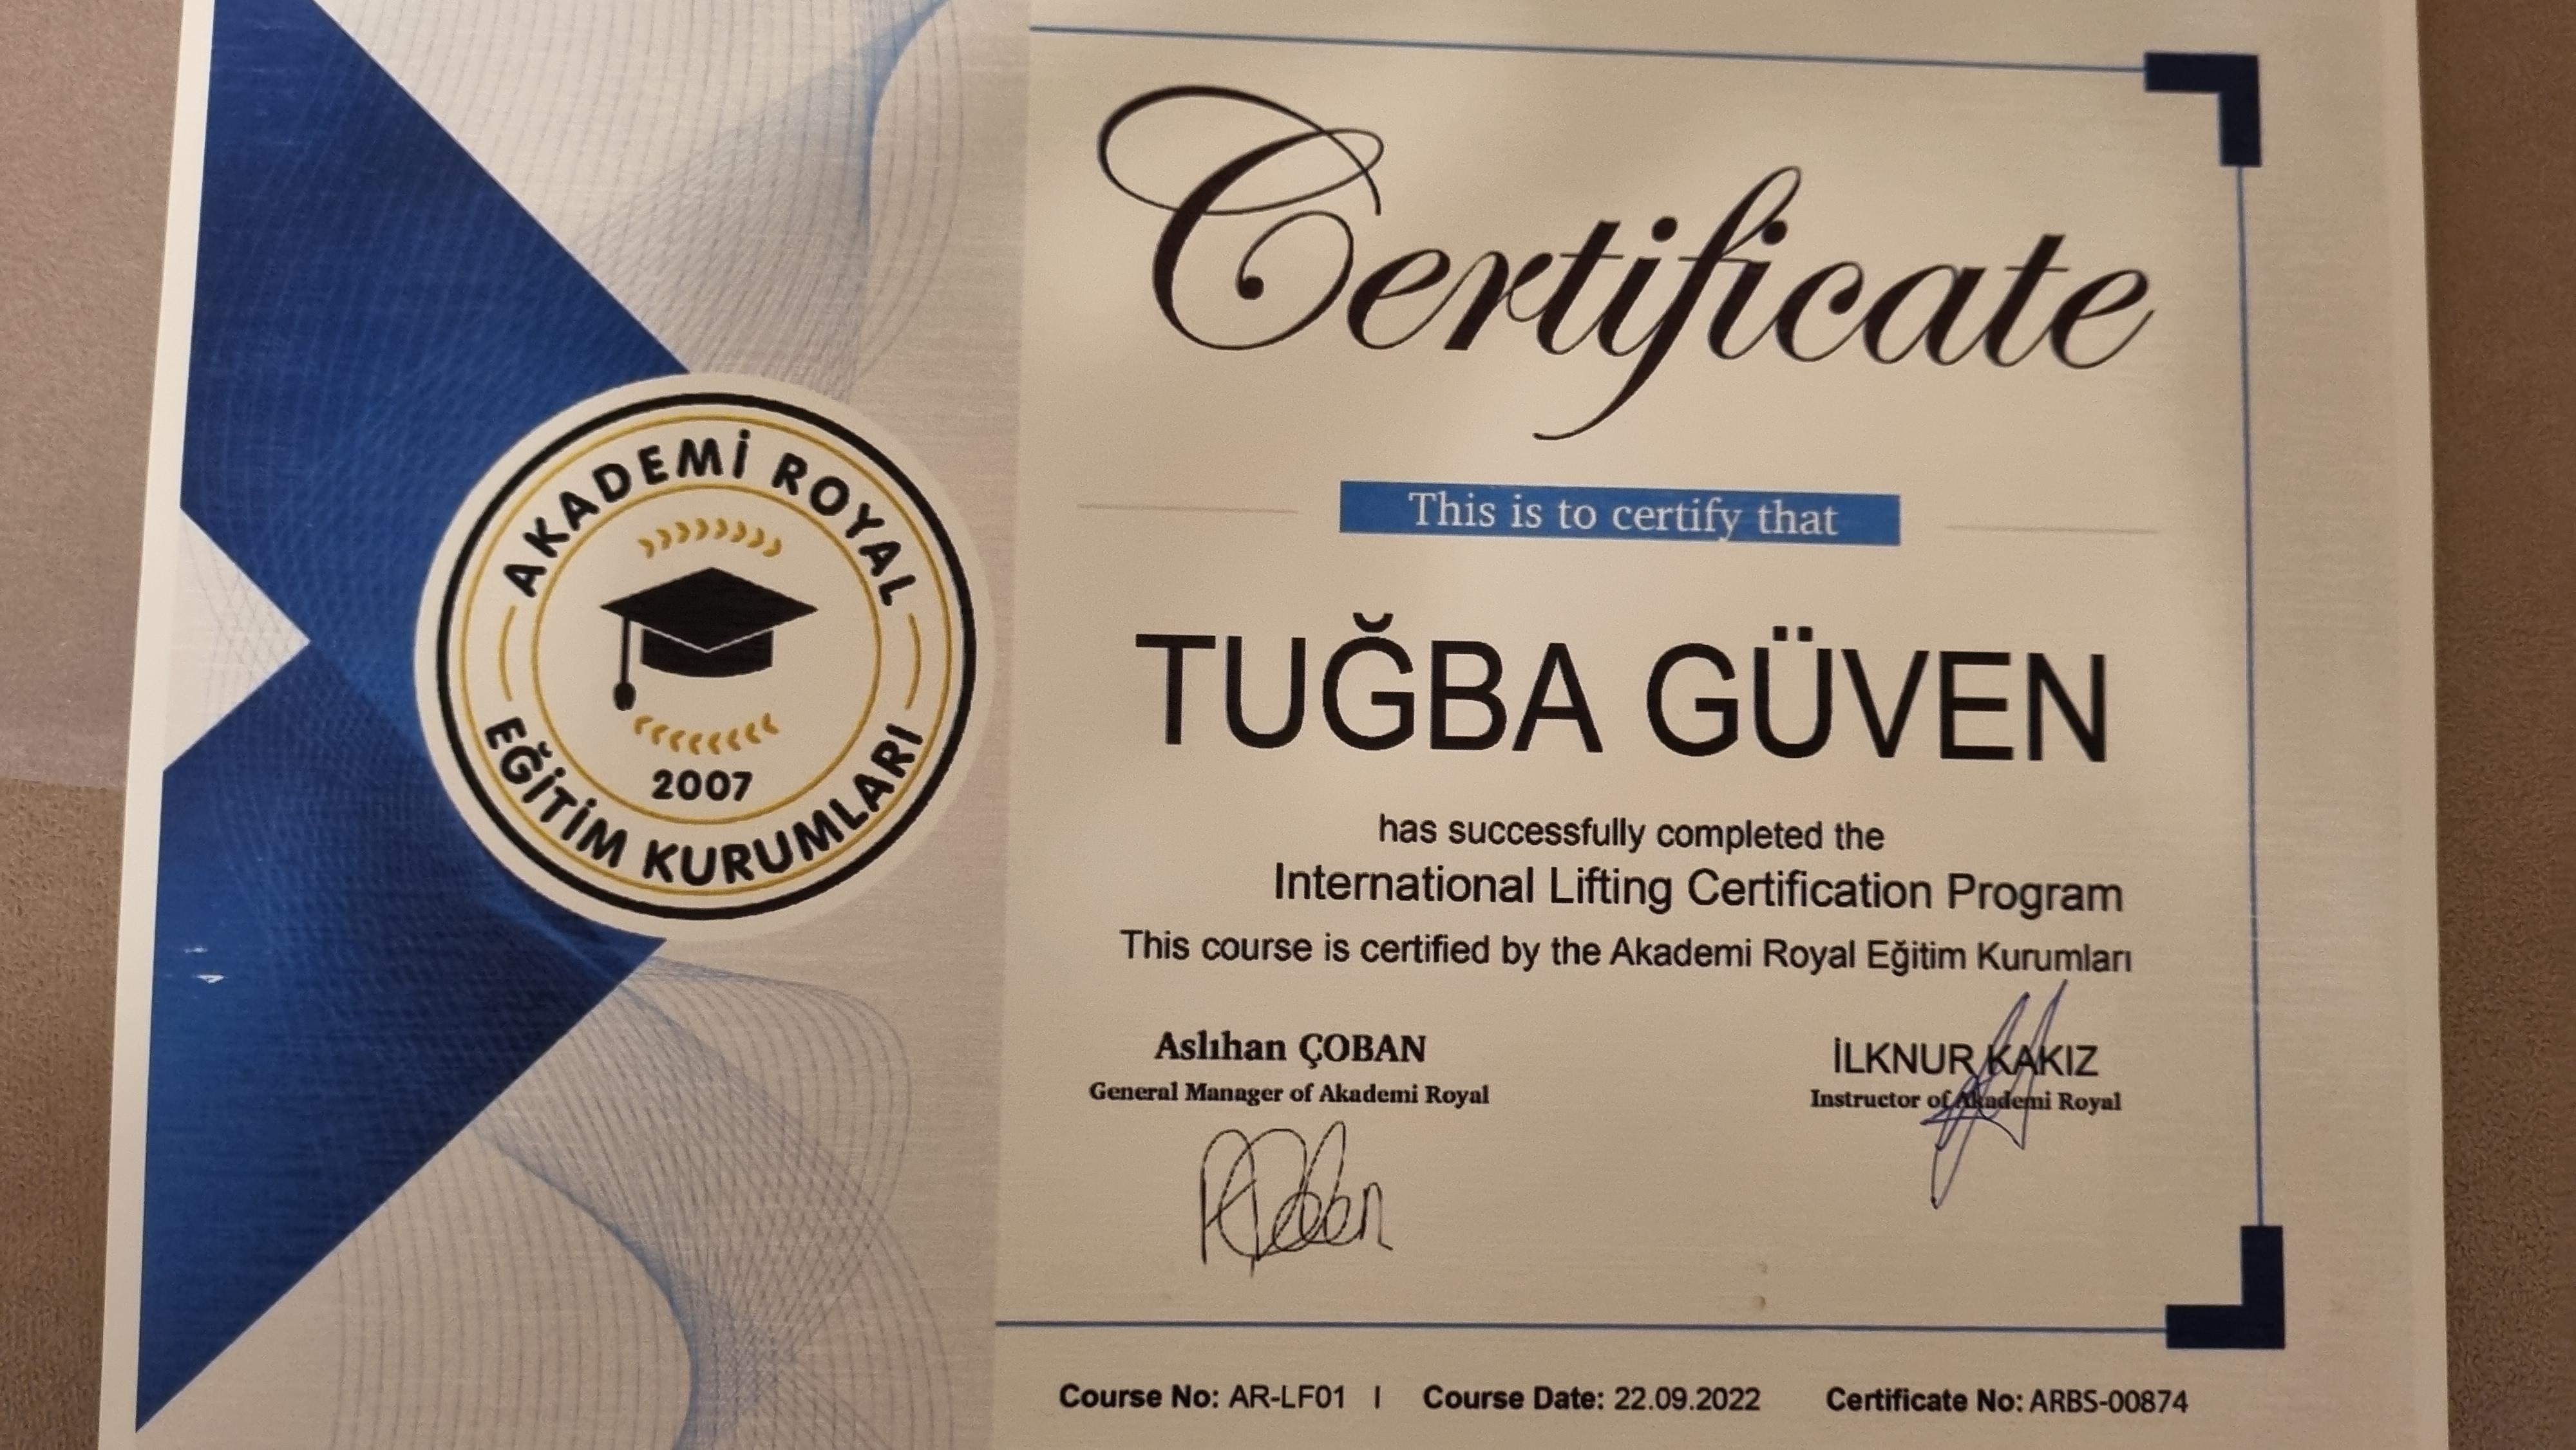 AKADEMİ ROYAL
2007
EĞİTİM KURUMLARI
Certificate
This is to certify that
TUĞBA GÜVEN
has successfully completed the
International Lifting Certification Program
This course is certified by the Akademi Royal Eğitim Kurumları
Aslıhan ÇOBAN
General Manager of Akademi Royal
İLKNUR KAKIZ
Instructor of Akademi Royal
Course No: AR-LF01 I Course Date: 22.09.2022 Certificate No: ARBS-00874